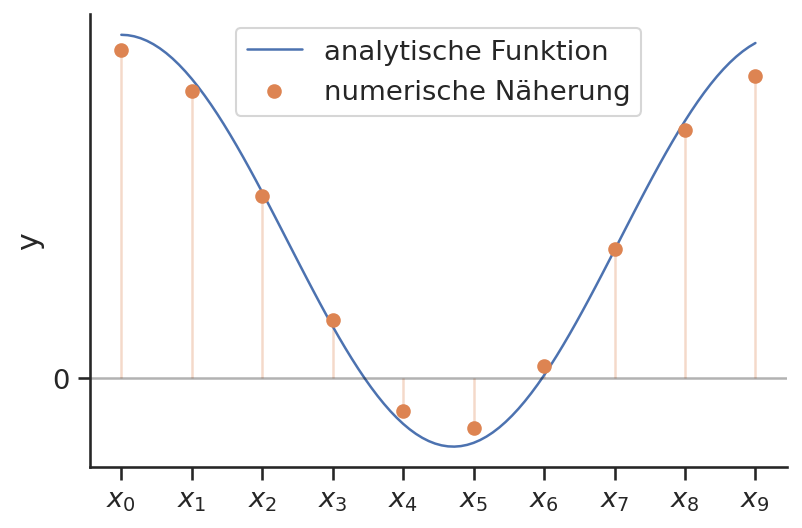 analytische Funktion
numerische Näherung
y
0
x₀ x₁ x₂ x₃ x₄ x₅ x₆ x₇ x₈ x₉